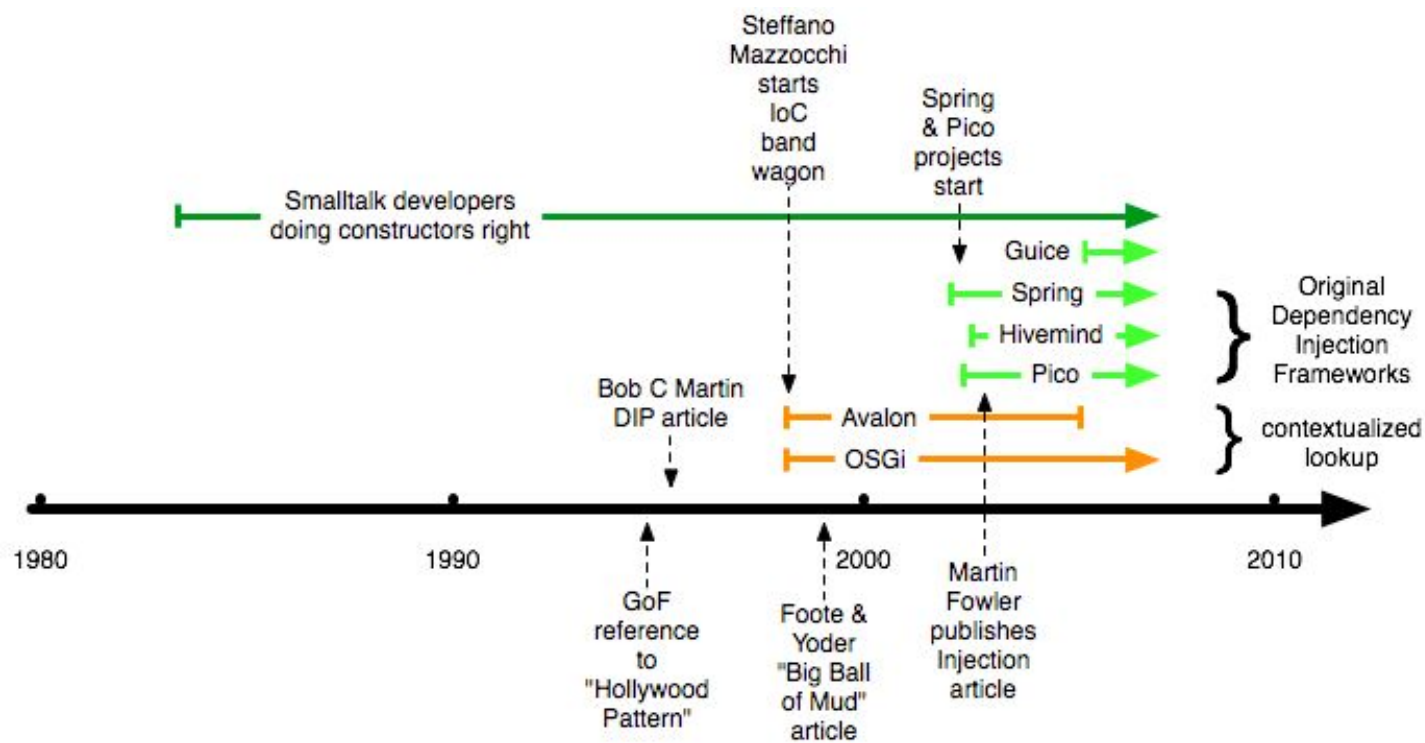 Steffano
Mazzocchi
starts
IoC
band
wagon
Spring
& Pico
projects
start
Smalltalk developers
doing constructors right
Guice
Spring
Hivemind
Pico
Original
Dependency
Injection
Frameworks
Bob C Martin
DIP article
Avalon
OSGi
contextualized
lookup
1980
1990
2000
2010
GoF
reference
to
"Hollywood
Pattern"
Foote &
Yoder
"Big Ball
of Mud"
article
Martin
Fowler
publishes
Injection
article